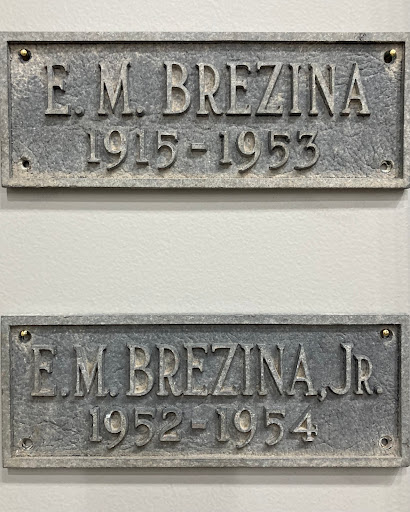 E. M. BREZINA
1915-1953
E. M. BREZINA, JR.
1952-1954